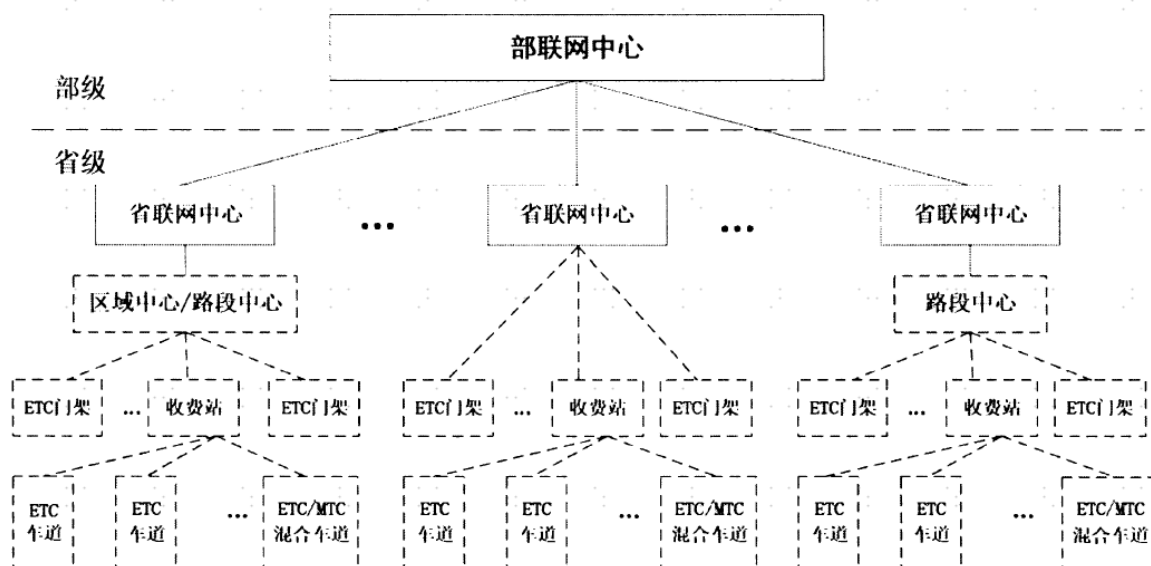 部联网中心
部级
省级
省联网中心
...
省联网中心
...
省联网中心
区域中心/路段中心
路段中心
ETC门架
...
收费站
ETC门架
ETC门架
...
收费站
ETC门架
ETC门架
...
收费站
ETC门架
ETC
车道
ETC
车道
...
ETC/MTC
混合车道
ETC
车道
ETC
车道
...
ETC/MTC
混合车道
ETC
车道
ETC
车道
...
ETC/MTC
混合车道